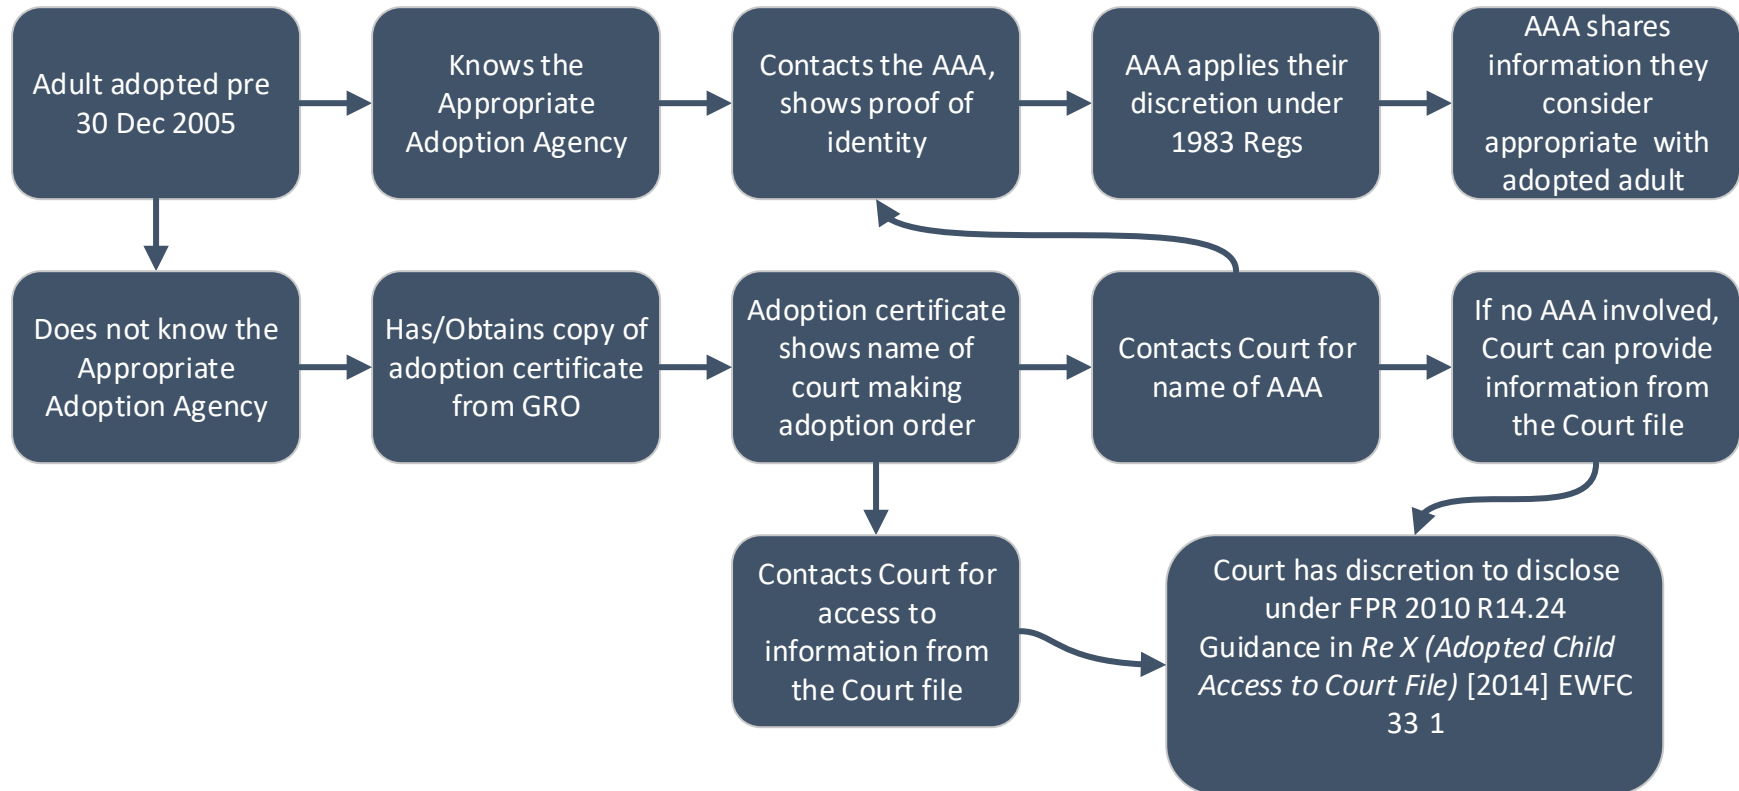 Adult adopted pre
30 Dec 2005
Knows the
Appropriate
Adoption Agency
Contacts the AAA,
shows proof of
identity
AAA applies their
discretion under
1983 Regs
AAA shares
information they
consider
appropriate with
adopted adult
Does not know the
Appropriate
Adoption Agency
Has/Obtains copy of
adoption certificate
from GRO
Adoption certificate
shows name of
court making
adoption order
Contacts Court for
name of AAA
If no AAA involved,
Court can provide
information from
the Court file
Contacts Court for
access to
information from
the Court file
Court has discretion to disclose
under FPR 2010 R14.24
Guidance in Re X (Adopted Child
Access to Court File) [2014] EWFC
33 1